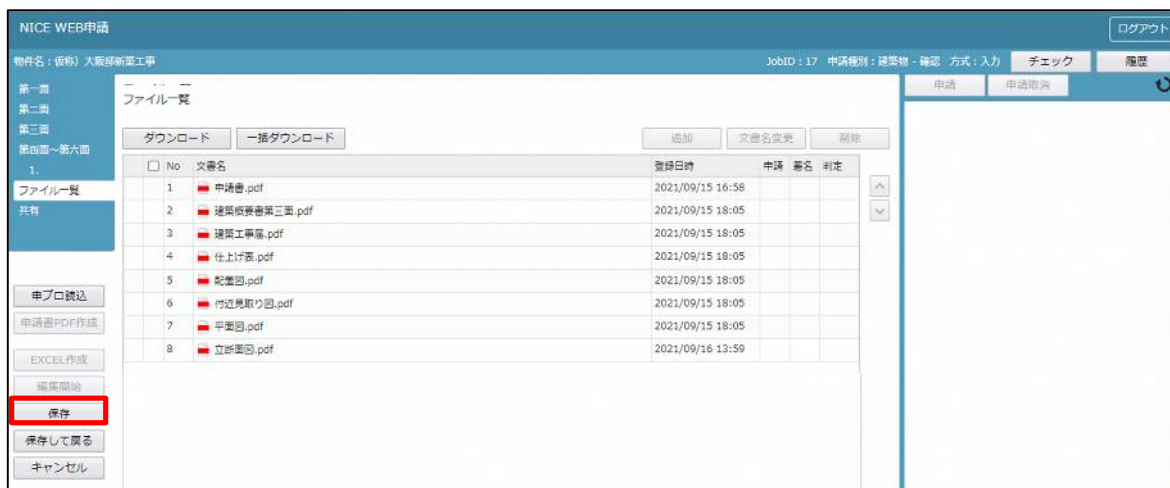 NICE WEB申請
ログアウト
物件名：仮称）大阪邸新築工事
JobID：17 申請種別：建築物 - 確認 方式：入力
チェック
履歴
第一面
第二面
第三面
第四面～第六面
1.
ファイル一覧
共有
ファイル一覧
申請
申請取消
ダウンロード
一括ダウンロード
追加
文書名変更
削除
No 文書名 登録日時 申請 署名 判定
1 申請書.pdf 2021/09/15 16:58
2 建築概要書第三面.pdf 2021/09/15 18:05
3 建築工事届.pdf 2021/09/15 18:05
4 仕上げ表.pdf 2021/09/15 18:05
5 配置図.pdf 2021/09/15 18:05
6 付近見取り図.pdf 2021/09/15 18:05
7 平面図.pdf 2021/09/15 18:05
8 立断面図.pdf 2021/09/16 13:59
申プロ読込
申請書PDF作成
EXCEL作成
編集開始
保存
保存して戻る
キャンセル